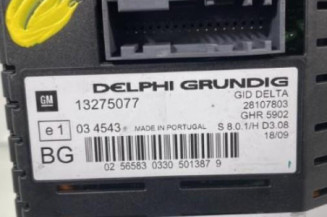 DELPHI GRUNDIG
GM 13275077 GID DELTA
28107803
GHR 5902
e1 03 4543 MADE IN PORTUGAL S 8.0.1/H D3.08
BG 18/09
02 56583 0330 501387 9